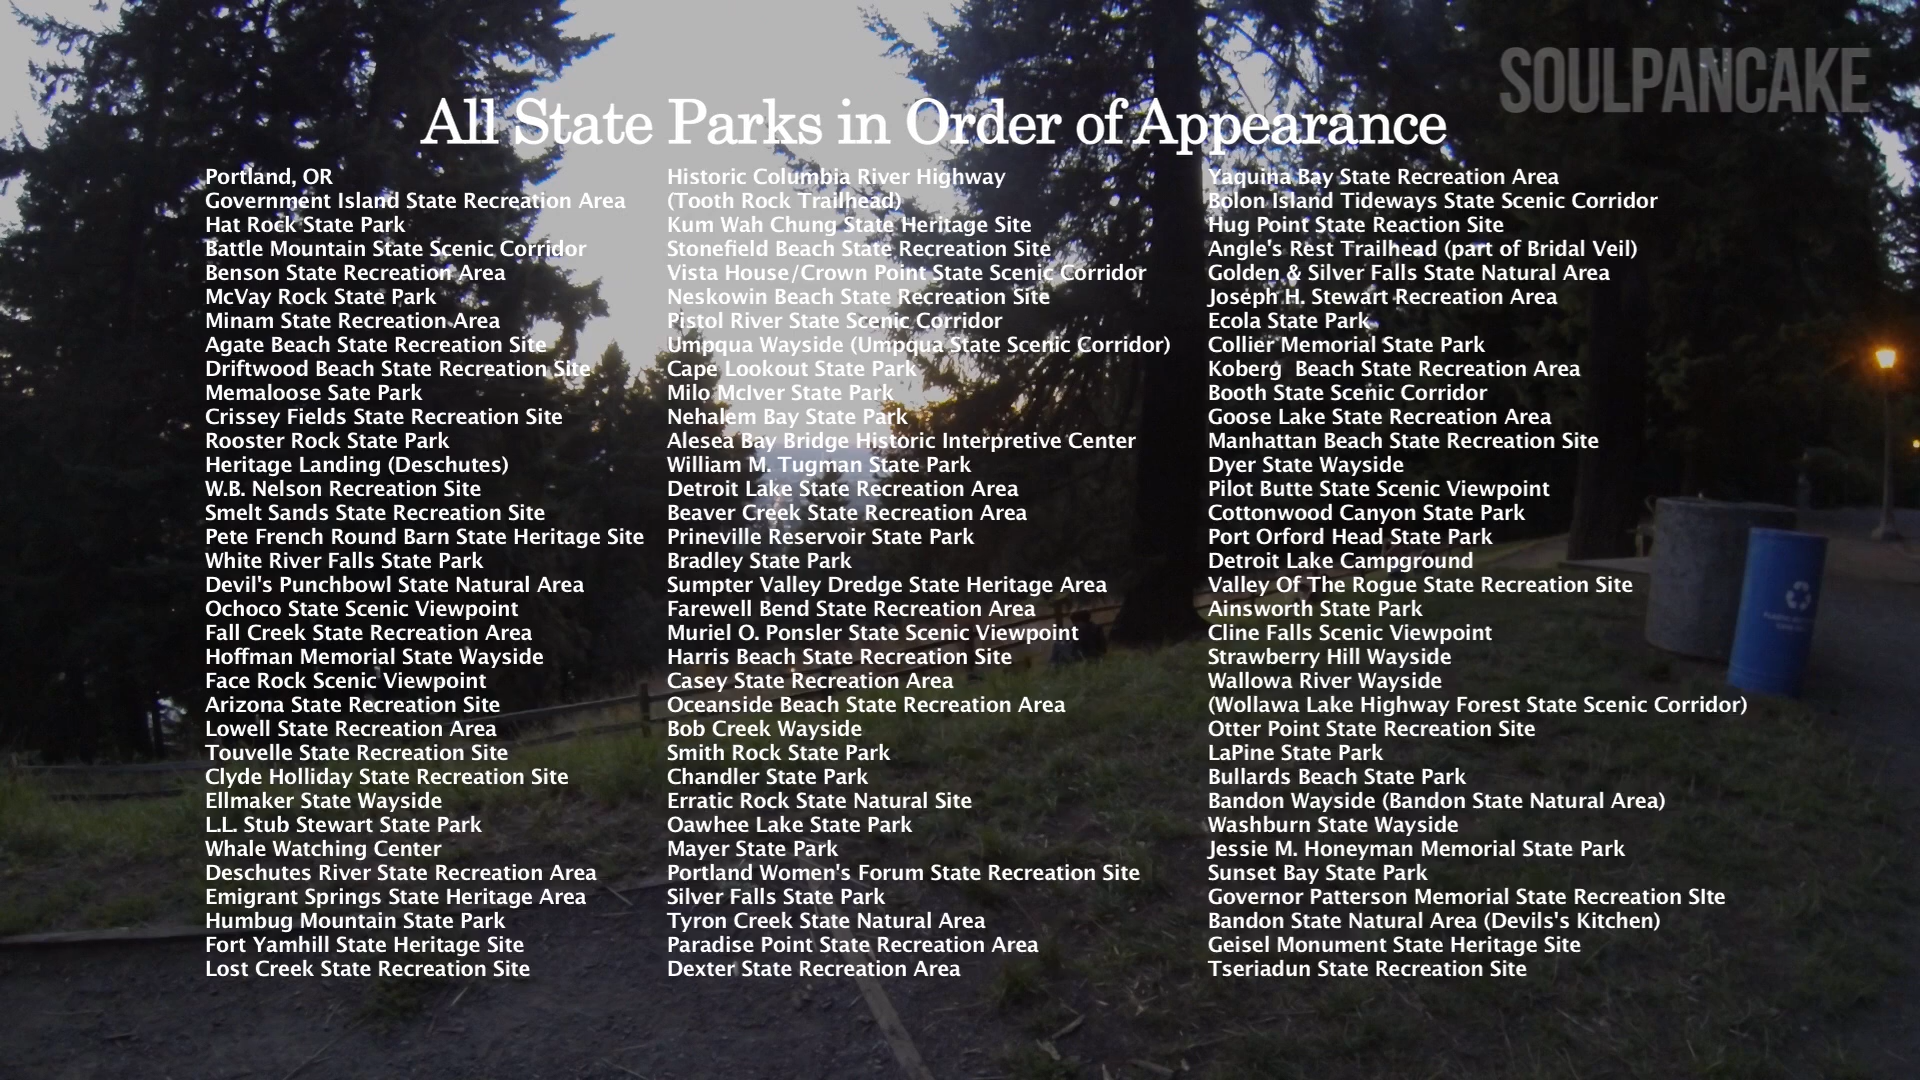 SOULPANCAKE
All State Parks in Order of Appearance
Portland, OR
Government Island State Recreation Area
Hat Rock State Park
Battle Mountain State Scenic Corridor
Benson State Recreation Area
McVay Rock State Park
Minam State Recreation Area
Agate Beach State Recreation Site
Driftwood Beach State Recreation Site
Memaloose Sate Park
Crissey Fields State Recreation Site
Rooster Rock State Park
Heritage Landing (Deschutes)
W.B. Nelson Recreation Site
Smelt Sands State Recreation Site
Pete French Round Barn State Heritage Site
White River Falls State Park
Devil's Punchbowl State Natural Area
Ochoco State Scenic Viewpoint
Fall Creek State Recreation Area
Hoffman Memorial State Wayside
Face Rock Scenic Viewpoint
Arizona State Recreation Site
Lowell State Recreation Area
Touvelle State Recreation Site
Clyde Holliday State Recreation Site
Ellmaker State Wayside
L.L. Stub Stewart State Park
Whale Watching Center
Deschutes River State Recreation Area
Emigrant Springs State Heritage Area
Humbug Mountain State Park
Fort Yamhill State Heritage Site
Lost Creek State Recreation Site
Historic Columbia River Highway
(Tooth Rock Trailhead)
Kum Wah Chung State Heritage Site
Stonefield Beach State Recreation Site
Vista House/Crown Point State Scenic Corridor
Neskowin Beach State Recreation Site
Pistol River State Scenic Corridor
Umpqua Wayside (Umpqua State Scenic Corridor)
Cape Lookout State Park
Milo McIver State Park
Nehalem Bay State Park
Alesea Bay Bridge Historic Interpretive Center
William M. Tugman State Park
Detroit Lake State Recreation Area
Beaver Creek State Recreation Area
Prineville Reservoir State Park
Bradley State Park
Sumpter Valley Dredge State Heritage Area
Farewell Bend State Recreation Area
Muriel O. Ponsler State Scenic Viewpoint
Harris Beach State Recreation Site
Casey State Recreation Area
Oceanside Beach State Recreation Area
Bob Creek Wayside
Smith Rock State Park
Chandler State Park
Erratic Rock State Natural Site
Oawhee Lake State Park
Mayer State Park
Portland Women's Forum State Recreation Site
Silver Falls State Park
Tyron Creek State Natural Area
Paradise Point State Recreation Area
Dexter State Recreation Area
Yaquina Bay State Recreation Area
Bolon Island Tideways State Scenic Corridor
Hug Point State Reaction Site
Angle's Rest Trailhead (part of Bridal Veil)
Golden & Silver Falls State Natural Area
Joseph H. Stewart Recreation Area
Ecola State Park
Collier Memorial State Park
Koberg  Beach State Recreation Area
Booth State Scenic Corridor
Goose Lake State Recreation Area
Manhattan Beach State Recreation Site
Dyer State Wayside
Pilot Butte State Scenic Viewpoint
Cottonwood Canyon State Park
Port Orford Head State Park
Detroit Lake Campground
Valley Of The Rogue State Recreation Site
Ainsworth State Park
Cline Falls Scenic Viewpoint
Strawberry Hill Wayside
Wallowa River Wayside
(Wollawa Lake Highway Forest State Scenic Corridor)
Otter Point State Recreation Site
LaPine State Park
Bullards Beach State Park
Bandon Wayside (Bandon State Natural Area)
Washburn State Wayside
Jessie M. Honeyman Memorial State Park
Sunset Bay State Park
Governor Patterson Memorial State Recreation SIte
Bandon State Natural Area (Devils's Kitchen)
Geisel Monument State Heritage Site
Tseriadun State Recreation Site